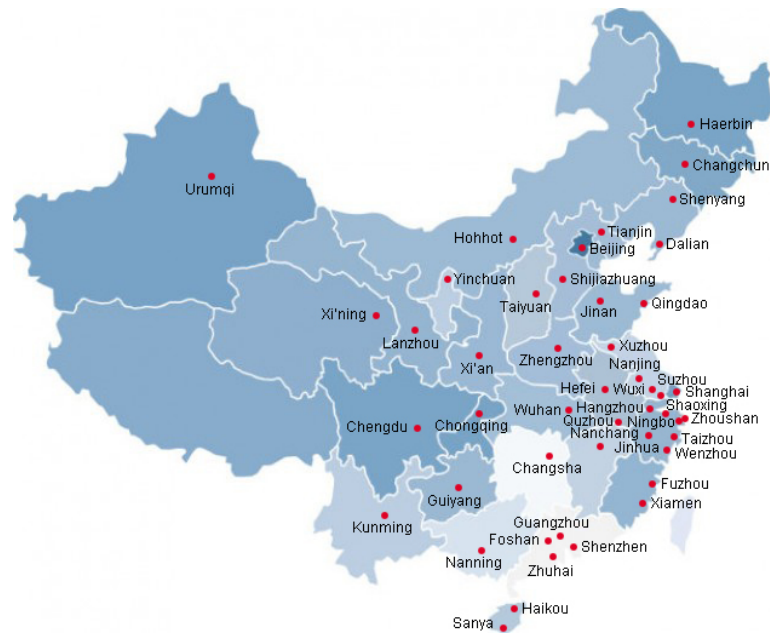 Haerbin
Changchun
Urumqi
Shenyang
Tianjin
Hohhot
Dalian
Beijing
Yinchuan
Shijiazhuang
Taiyuan
Jinan
Qingdao
Xi'ning
Lanzhou
Xuzhou
Zhengzhou
Xi'an
Nanjing
Suzhou
Hefei
Wuxi
Shanghai
Wuhan
Hangzhou
Shaoxing
Chongqing
Quzhou
Ningbo
Zhoushan
Chengdu
Nanchang
Taizhou
Jinhua
Wenzhou
Changsha
Fuzhou
Guiyang
Xiamen
Kunming
Guangzhou
Foshan
Shenzhen
Nanning
Zhuhai
Haikou
Sanya